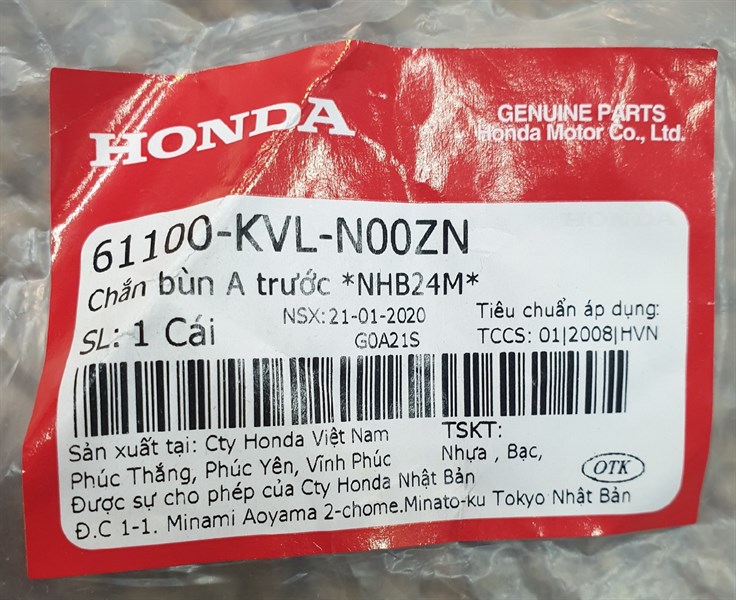 HONDA
GENUINE PARTS
Honda Motor Co., Ltd.
61100-KVL-N00ZN
Chắn bùn A trước *NHB24M*
SL: 1 Cái
NSX: 21-01-2020
G0A21S
Tiêu chuẩn áp dụng:
TCCS: 01|2008|HVN
Sản xuất tại: Cty Honda Việt Nam
Phúc Thắng, Phúc Yên, Vĩnh Phúc
Được sự cho phép của Cty Honda Nhật Bản
Đ.C 1-1. Minami Aoyama 2-chome.Minato-ku Tokyo Nhật Bản
TSKT:
Nhựa , Bạc,
OTK